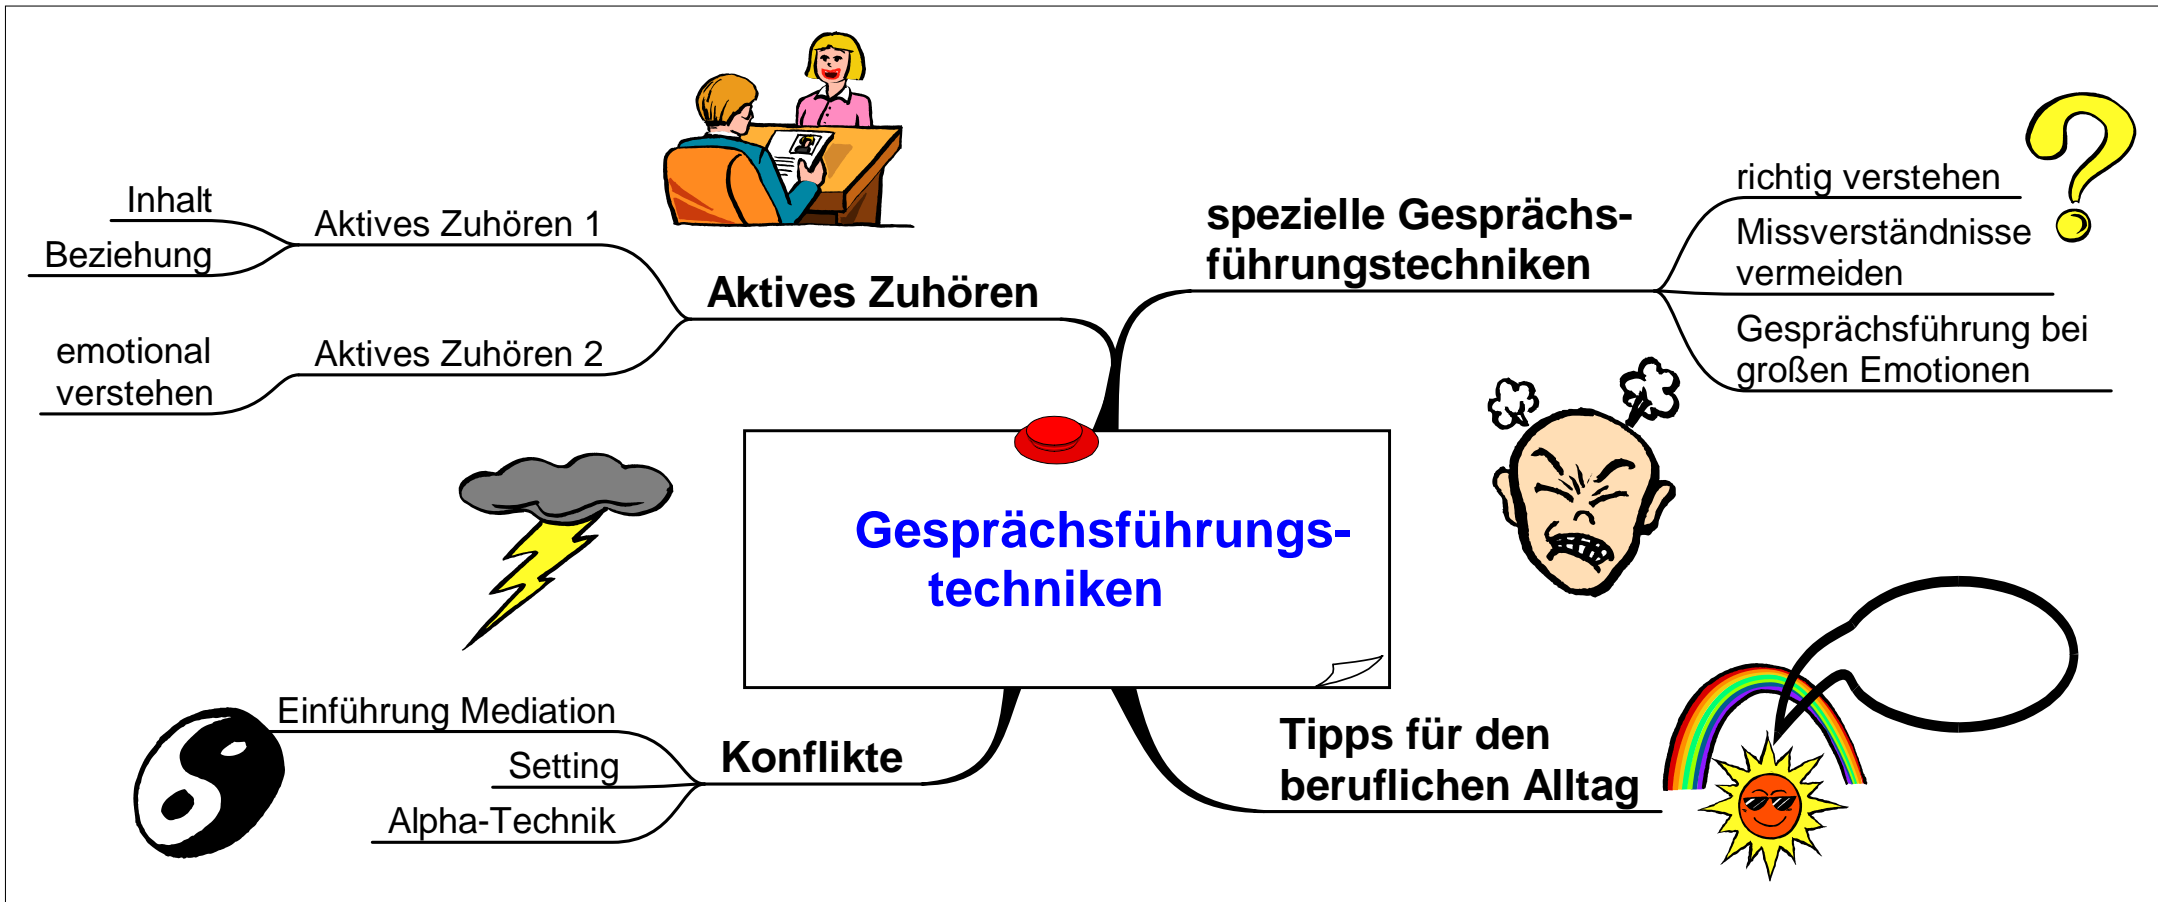 Inhalt
Beziehung
Aktives Zuhören 1
emotional
verstehen
Aktives Zuhören 2
Aktives Zuhören
spezielle Gesprächs-
führungstechniken
richtig verstehen
Missverständnisse
vermeiden
Gesprächsführung bei
großen Emotionen
Gesprächsführungs-
techniken
Einführung Mediation
Setting
Alpha-Technik
Konflikte
Tipps für den
beruflichen Alltag